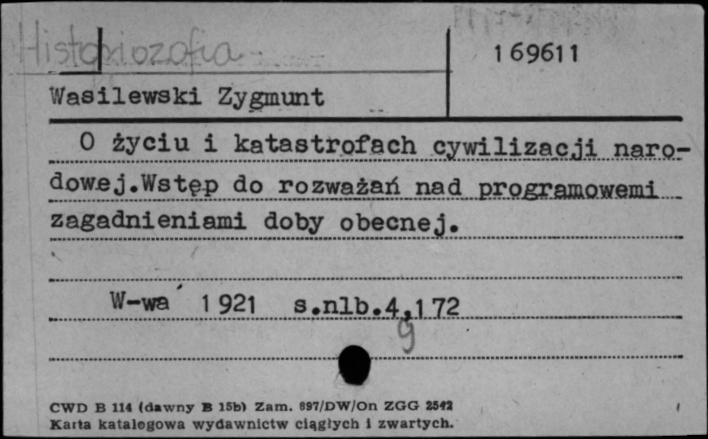 Historiozofia
169611
Wasilewski Zygmunt
O życiu i katastrofach cywilizacji naro-
dowej.Wstęp do rozważań nad programowemi
zagadnieniami doby obecnej.
W-wa 1921 s.nlb.4,172
9
CWD B 114 (dawny B 15b) Zam. 897/DW/On ZGG 2542
Karta katalogowa wydawnictw ciągłych i zwartych.